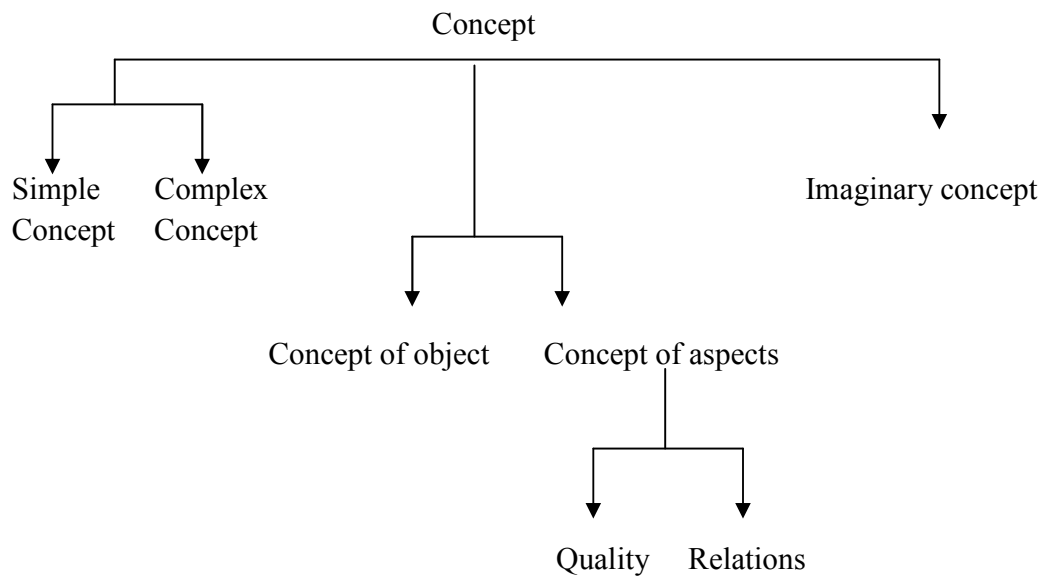 Concept
Simple
Concept
Complex
Concept
Imaginary concept
Concept of object
Concept of aspects
Quality
Relations